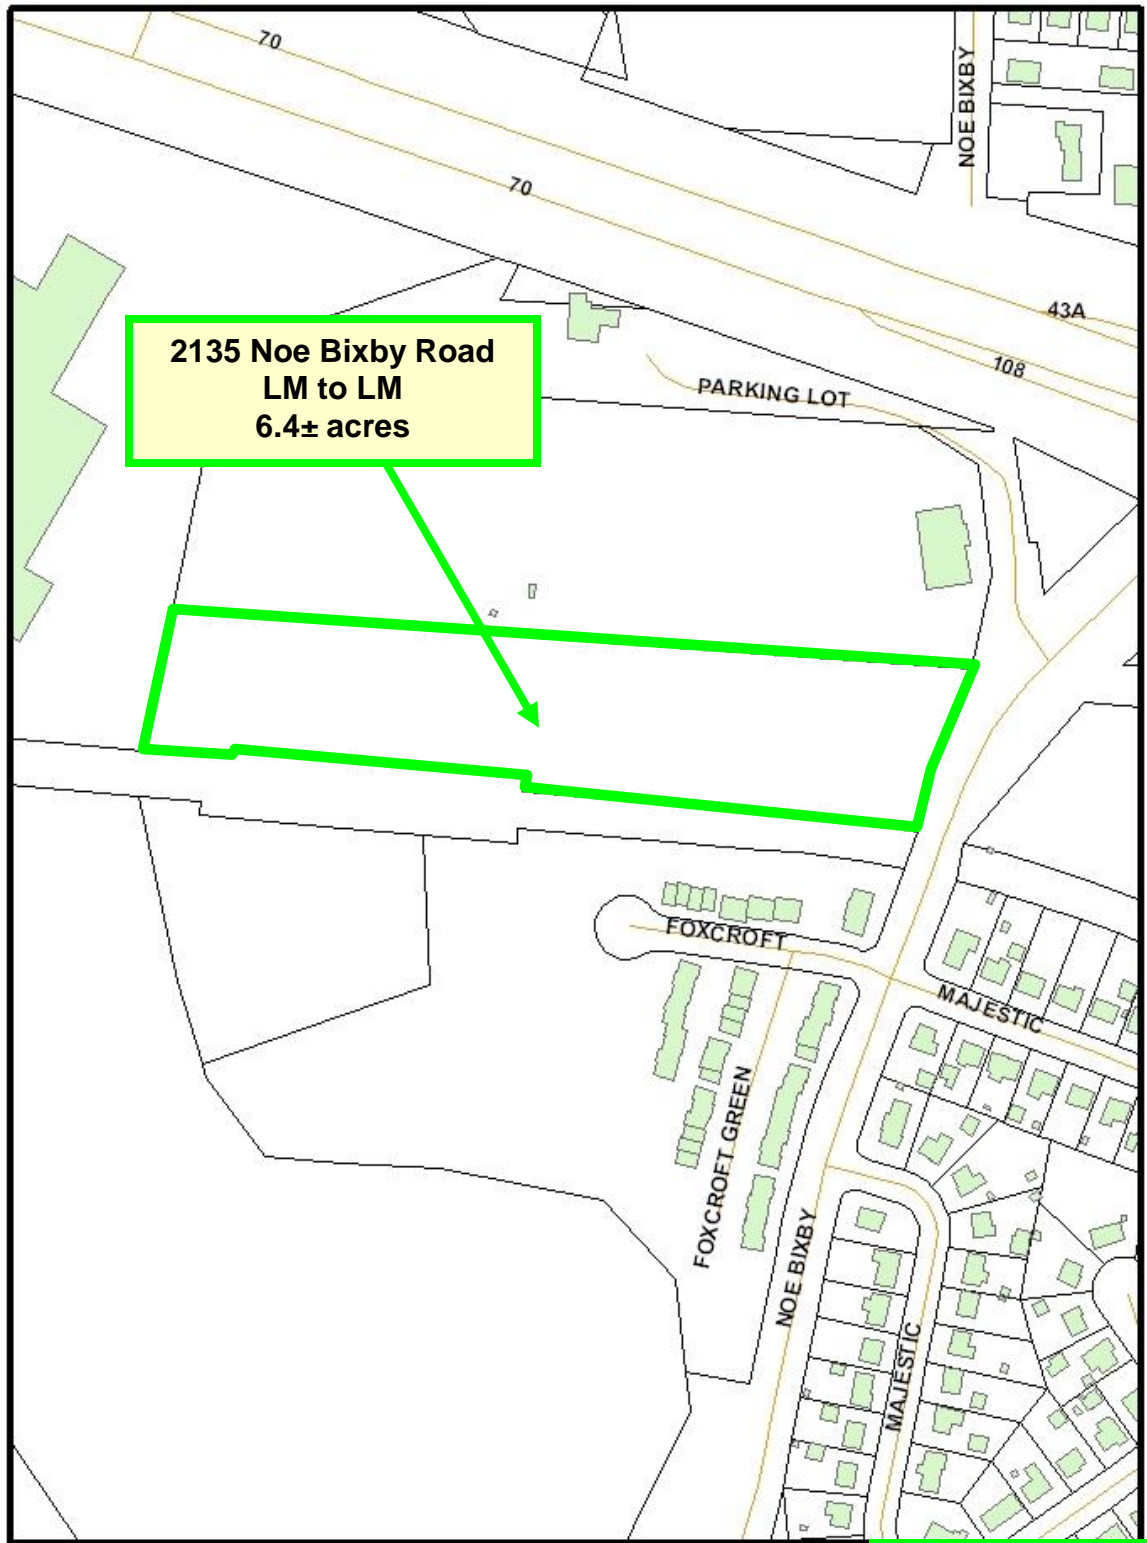 70
NOE BIXBY
70
43A
108
2135 Noe Bixby Road
LM to LM
6.4± acres
PARKING LOT
FOXCROFT
MAJESTIC
FOXCROFT GREEN
NOE BIXBY
MAJESTIC